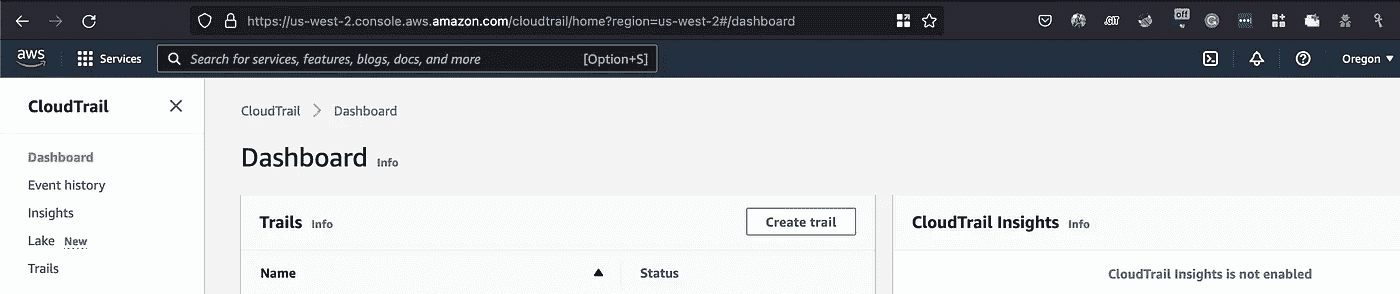 https://us-west-2.console.aws.amazon.com/cloudtrail/home?region=us-west-2#/dashboard
off
aws
Services
Search for services, features, blogs, docs, and more
[Option+S]
Oregon
CloudTrail
Dashboard
Event history
Insights
Lake New
Trails
CloudTrail > Dashboard
Dashboard Info
Trails Info
Create trail
Name
Status
CloudTrail Insights Info
CloudTrail Insights is not enabled